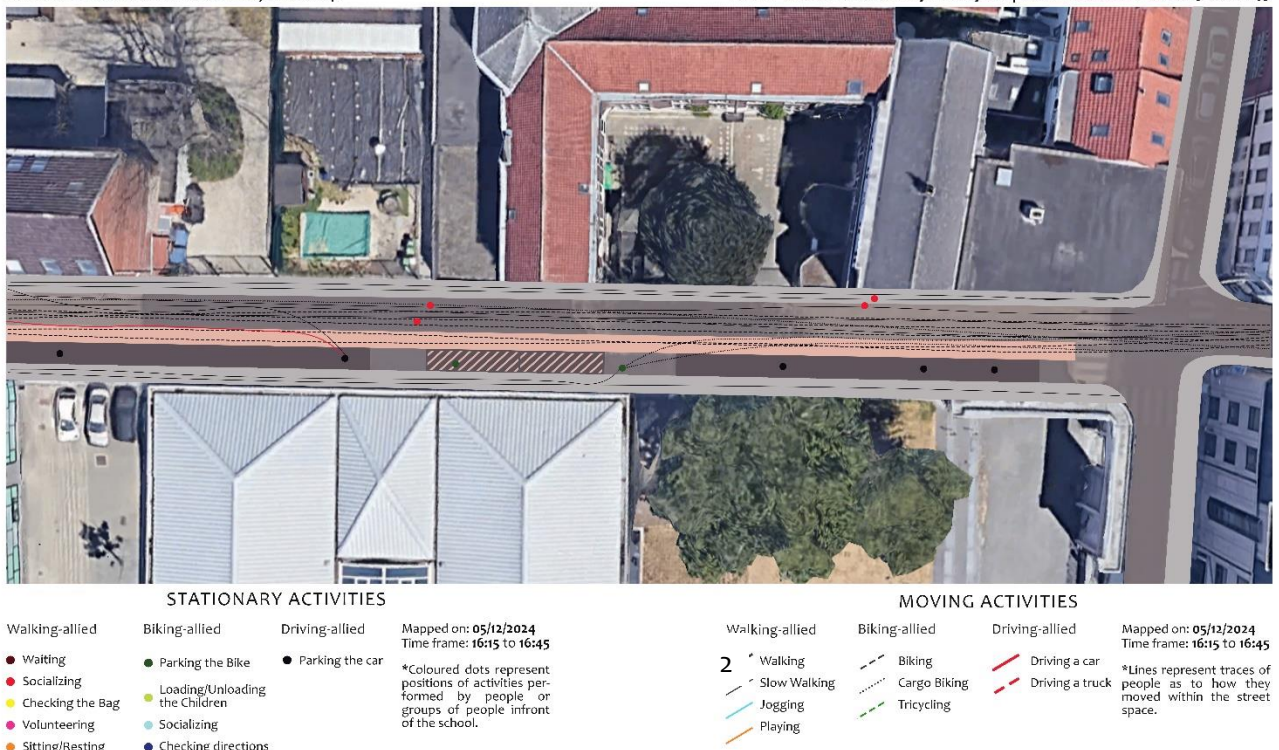 STATIONARY ACTIVITIES
Walking-allied
Waiting
Socializing
Checking the Bag
Volunteering
Sitting/Resting
Biking-allied
Parking the Bike
Loading/Unloading
the Children
Socializing
Checking directions
Driving-allied
Parking the car
Mapped on: 05/12/2024
Time frame: 16:15 to 16:45
*Coloured dots represent
positions of activities per-
formed by people or
groups of people infront
of the school.
MOVING ACTIVITIES
Walking-allied
2
Walking
Slow Walking
Jogging
Playing
Biking-allied
Biking
Cargo Biking
Tricycling
Driving-allied
Driving a car
Driving a truck
Mapped on: 05/12/2024
Time frame: 16:15 to 16:45
*Lines represent traces of
people as to how they
moved within the street
space.